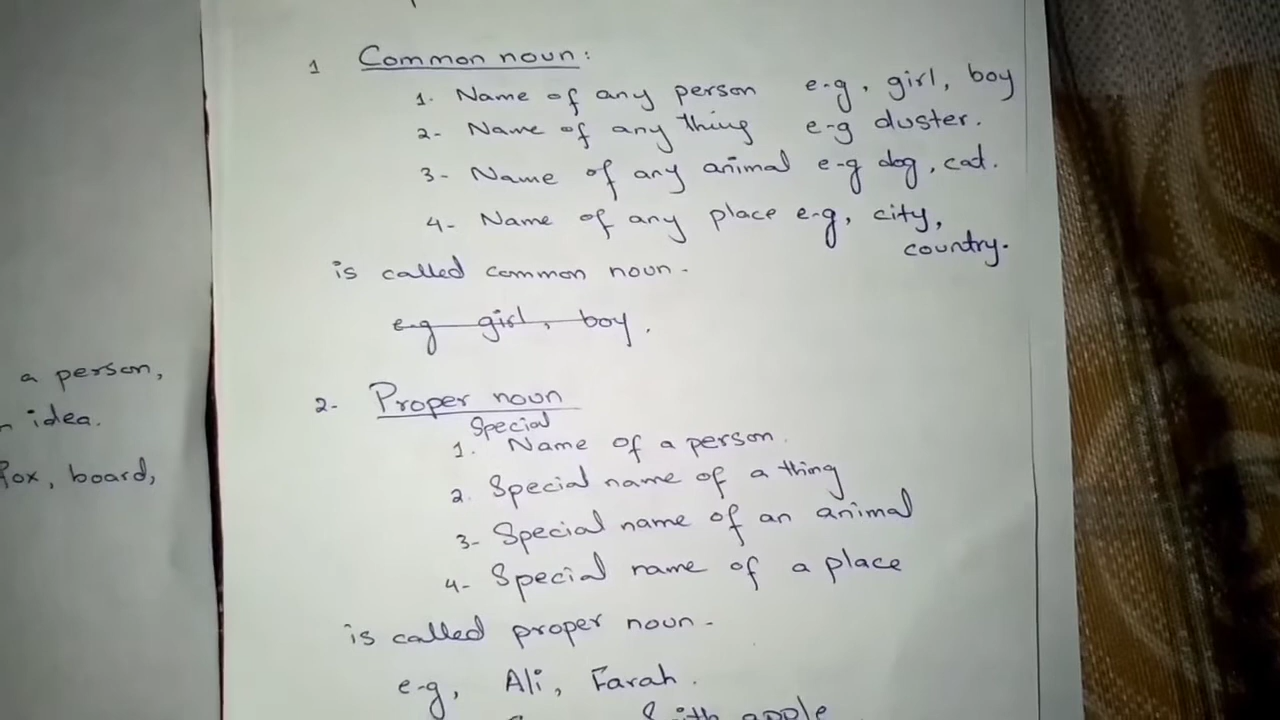 1 Common noun:
1. Name of any person e-g, girl, boy
2- Name of any thing e-g duster.
3- Name of any animal e-g dog, cat.
4- Name of any place e-g, city,
country.
is called common noun.
e-g girl, boy.
2- Proper noun
Special
1. Name of a person.
2. Special name of a thing
3- Special name of an animal
4- Special name of a place
is called proper noun.
e-g, Ali, Farah.
apple
a person,
idea.
board,